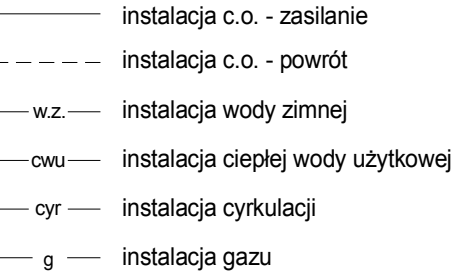 instalacja c.o. - zasilanie
instalacja c.o. - powrót
w.z. instalacja wody zimnej
cwu instalacja ciepłej wody użytkowej
cyr instalacja cyrkulacji
g instalacja gazu